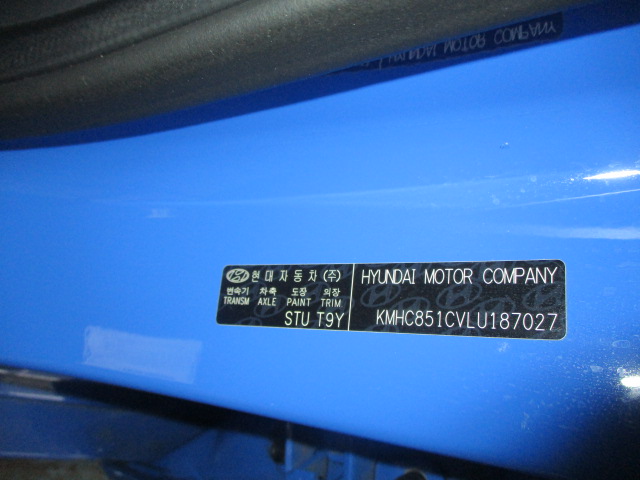 현대자동차(주)
변속기 차축 도장 의장
TRANSM AXLE PAINT TRIM
STU T9Y
HYUNDAI MOTOR COMPANY
KMHC851CVLU187027